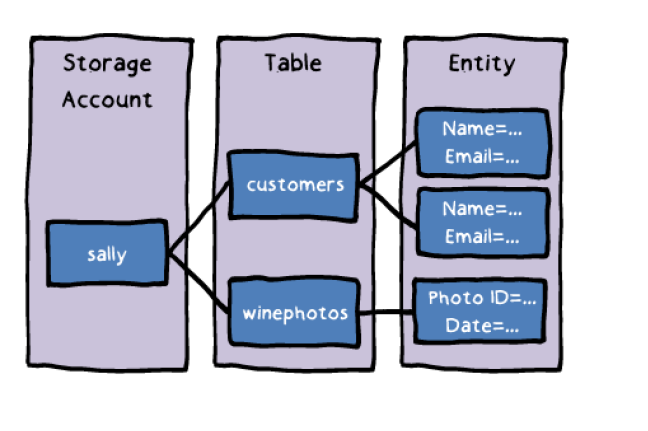 Storage
Account
sally
Table
customers
winephotos
Entity
Name=...
Email=...
Name=...
Email=...
Photo ID=...
Date=...